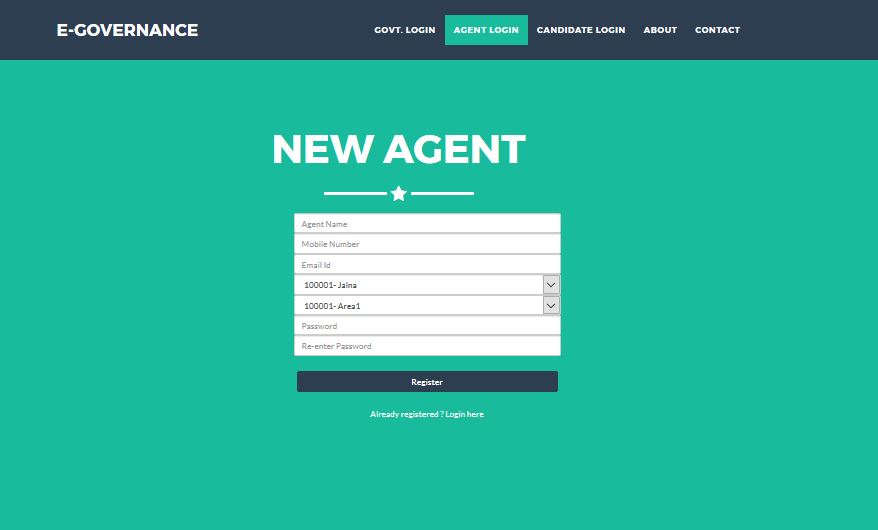 E-GOVERNANCE
GOVT. LOGIN
AGENT LOGIN
CANDIDATE LOGIN
ABOUT
CONTACT
NEW AGENT
Agent Name
Mobile Number
Email Id
100001- Jalna
100001- Area1
Password
Re-enter Password
Register
Already registered ? Login here